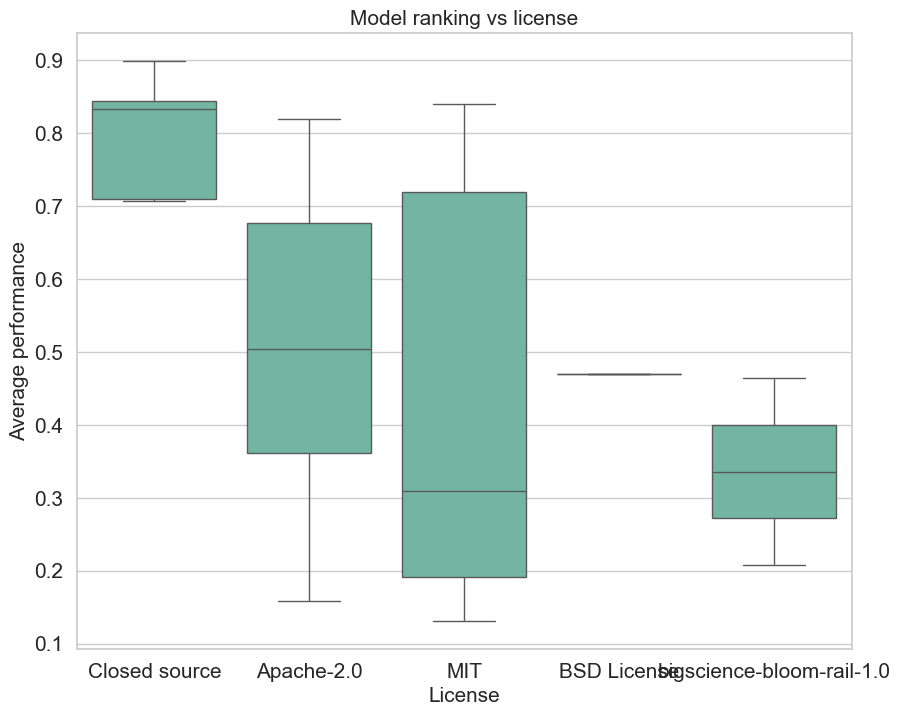 Model ranking vs license
0.9
0.8
0.7
0.6
0.5
0.4
0.3
0.2
0.1
Average performance
Closed source
Apache-2.0
MIT
BSD License
bigscience-bloom-rail-1.0
License